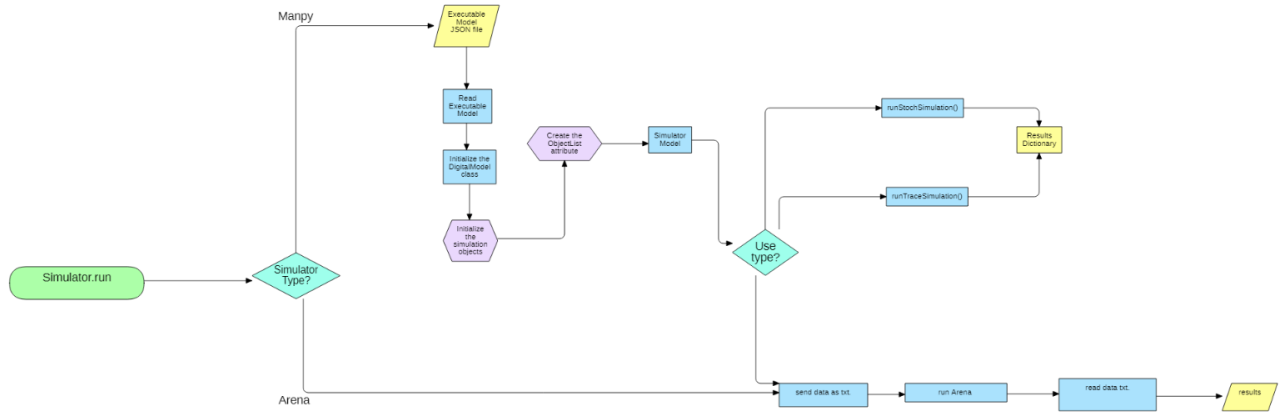 Manpy
Executable
Model
JSON file
Read
Executable
Model
Initialize the
DigitalModel
class
Initialize
the
simulation
objects
Create the
ObjectList
attribute
Simulator
Model
runStochSimulation()
Results
Dictionary
runTraceSimulation()
Use
type?
Simulator.run
Simulator
Type?
Arena
send data as txt.
run Arena
read data txt.
results